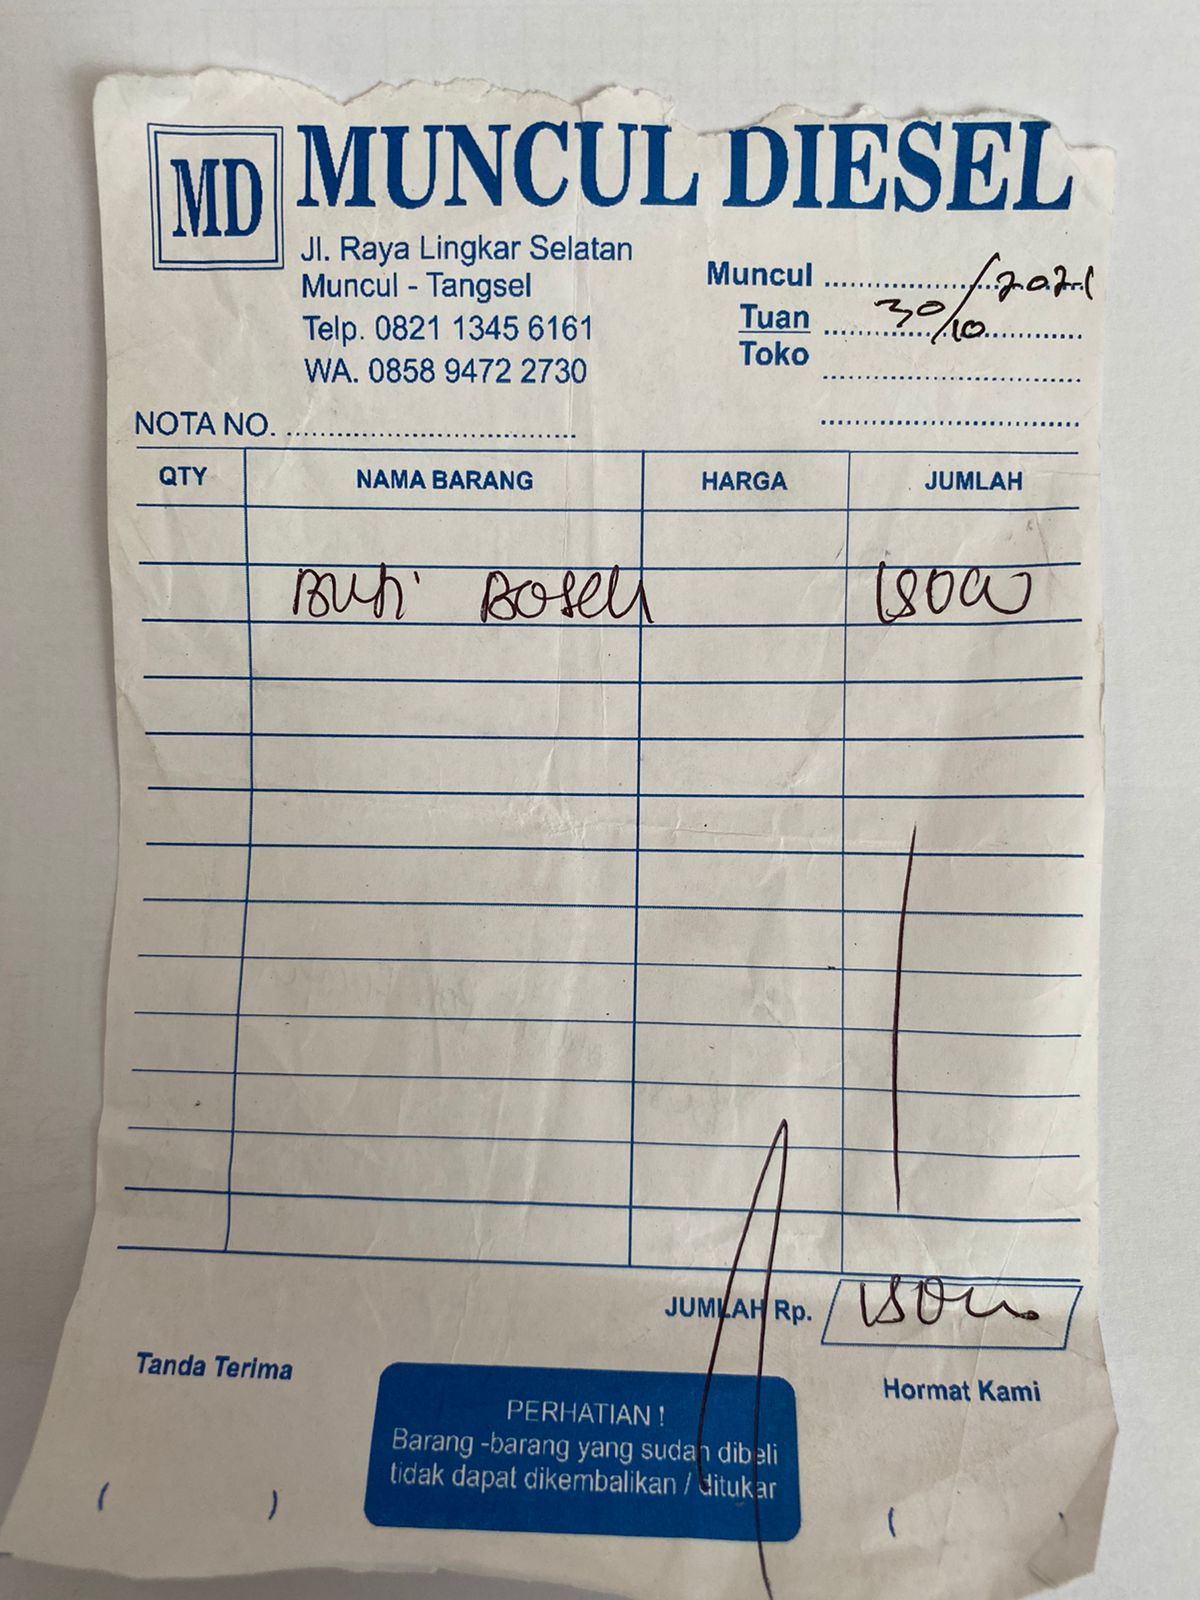 MD MUNCUL DIESEL
Jl. Raya Lingkar Selatan
Muncul - Tangsel
Telp. 0821 1345 6161
WA. 0858 9472 2730
Muncul
30/10/2021
Tuan
Toko
NOTA NO.
QTY NAMA BARANG HARGA JUMLAH
Busi Bosch 15000
JUMLAH Rp.
Tanda Terima
Hormat Kami
PERHATIAN !
Barang -barang yang sudah dibeli
tidak dapat dikembalikan / ditukar
( ) ( )